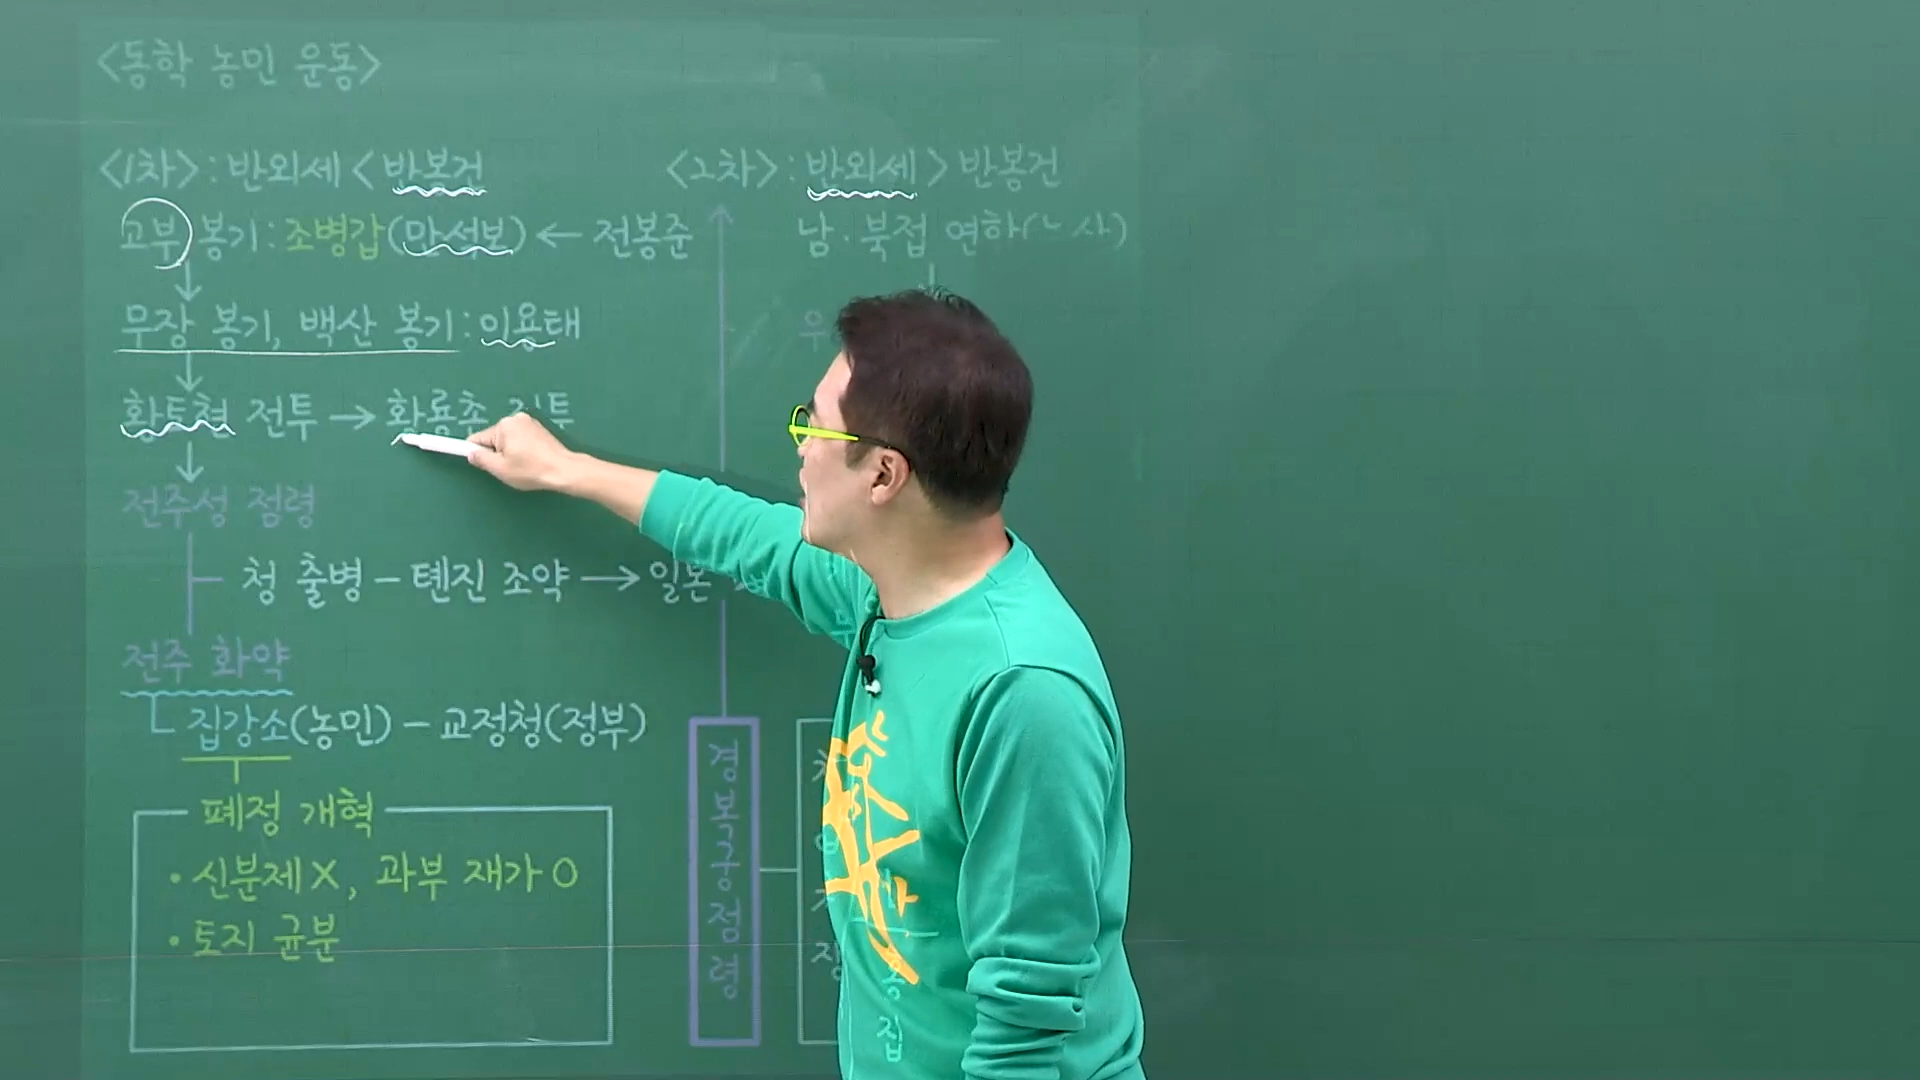 <동학 농민 운동>
<1차> : 반외세 < 반봉건
고부 봉기 : 조병갑(만석보) ← 전봉준
↓
무장 봉기, 백산 봉기 : 이용태
↓
황토현 전투 → 황룡촌 전투
↓
전주성 점령
청 출병 - 톈진 조약 → 일본
전주 화약
집강소(농민) - 교정청(정부)
폐정 개혁
• 신분제 X, 과부 재가 O
• 토지 균분
<2차> : 반외세 > 반봉건
남·북접 연하
↓
경복궁 점령